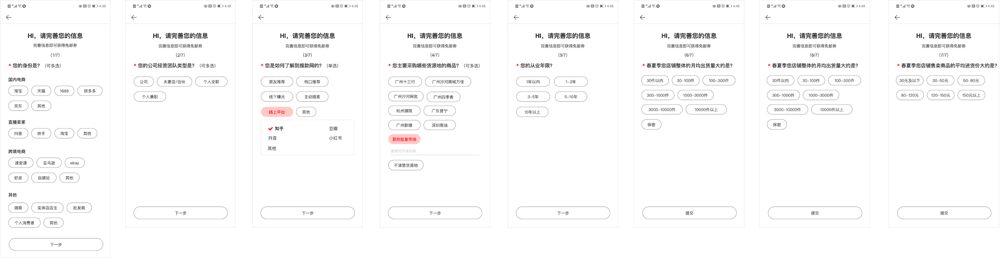 4:48
HI，请完善您的信息
完善信息即可获得免邮券
（1/7）
* 您的身份是？（可多选）
国内电商
淘宝 天猫 1688 拼多多
京东 其他
直播卖家
抖音 快手 淘宝 其他
跨境电商
速卖通 亚马逊 ebay
虾皮 自建站 其他
其他
微商 实体店店主 批发商
个人消费者 其他
下一步
4:48
HI，请完善您的信息
完善信息即可获得免邮券
（2/7）
* 您的公司经营团队类型是？（可多选）
公司 夫妻店/合伙 个人全职
个人兼职
下一步
4:48
HI，请完善您的信息
完善信息即可获得免邮券
（3/7）
* 您是如何了解到搜款网的？（单选）
朋友推荐 档口推荐
线下曝光 主动搜索
线上平台 其他
知乎 豆瓣
抖音 小红书
其他
下一步
4:48
HI，请完善您的信息
完善信息即可获得免邮券
（4/7）
* 您主要采购哪些货源地的商品？（可多选）
广州十三行 广州沙河南城万佳
广州沙河网批 广州四季青
杭州濮院 广东普宁
广州新塘 深圳南油
其他批发市场
请填写市场名称
不清楚货源地
下一步
4:48
HI，请完善您的信息
完善信息即可获得免邮券
（5/7）
* 您的从业年限？
1年以内 1-3年
3-5年 5-10年
10年以上
下一步
4:48
HI，请完善您的信息
完善信息即可获得免邮券
（6/7）
* 春夏季您店铺整体的月均出货量大约是？
30件以内 30-100件 100-300件
300-1000件 1000-3000件
3000-10000件 10000件以上
保密
提交
4:48
HI，请完善您的信息
完善信息即可获得免邮券
（6/7）
* 春夏季您店铺整体的月均出货量大约是？
30件以内 30-100件 100-300件
300-1000件 1000-3000件
3000-10000件 10000件以上
保密
提交
4:48
HI，请完善您的信息
完善信息即可获得免邮券
（7/7）
* 春夏季您店铺售卖商品的平均进货价大约是？
30元及以下 30-50元 50-80元
80-120元 120-150元 150元以上
提交